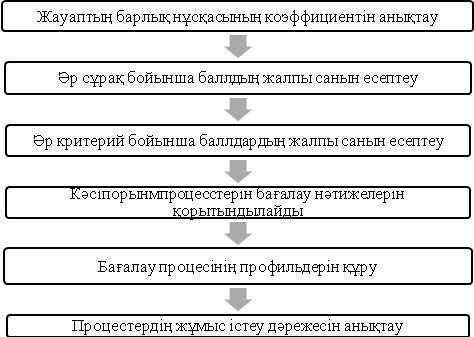 Жауаптың барлық нұсқасының коэффициентін анықтау
Әр сұрақ бойынша баллдың жалпы санын есептеу
Әр критерий бойынша баллдардың жалпы санын есептеу
Кәсіпорынмпроцесстерін бағалау нәтижелерін
қорытындылайды
Бағалау процесінің профильдерін құру
Процестердің жұмыс істеу дәрежесін анықтау